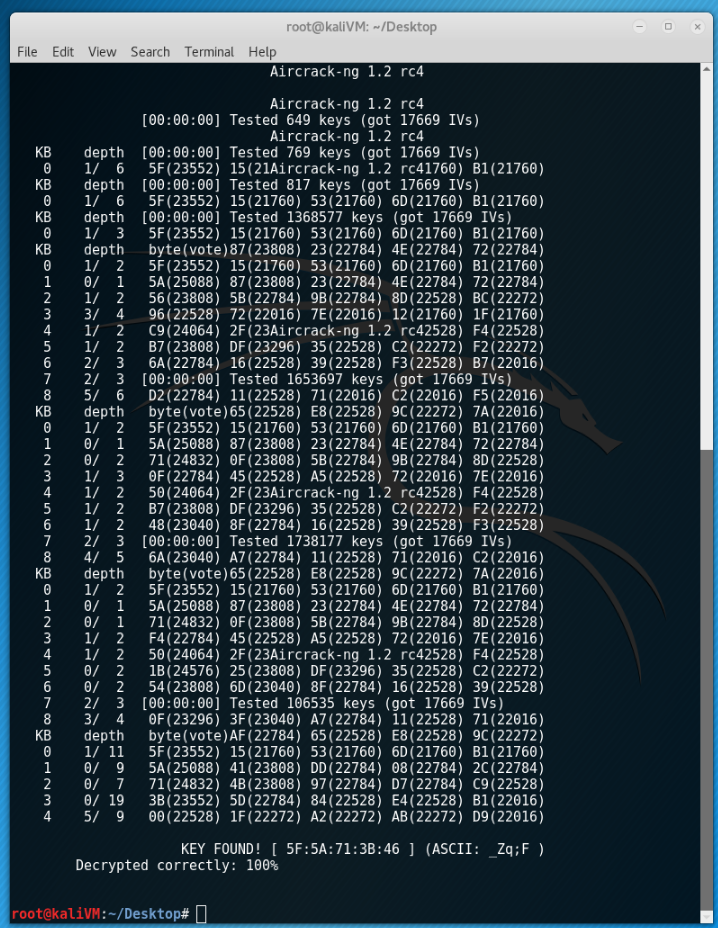 root@kaliVM: ~/Desktop
File Edit View Search Terminal Help
Aircrack-ng 1.2 rc4
Aircrack-ng 1.2 rc4
[00:00:00] Tested 649 keys (got 17669 IVs)
Aircrack-ng 1.2 rc4
KB depth [00:00:00] Tested 769 keys (got 17669 IVs)
0 1/ 6 5F(23552) 15(21Aircrack-ng 1.2 rc41760) B1(21760)
KB depth [00:00:00] Tested 817 keys (got 17669 IVs)
0 1/ 6 5F(23552) 15(21760) 53(21760) 6D(21760) B1(21760)
KB depth [00:00:00] Tested 1368577 keys (got 17669 IVs)
0 1/ 3 5F(23552) 15(21760) 53(21760) 6D(21760) B1(21760)
KB depth byte(vote)87(23808) 23(22784) 4E(22784) 72(22784)
0 1/ 2 5F(23552) 15(21760) 53(21760) 6D(21760) B1(21760)
1 0/ 1 5A(25088) 87(23808) 23(22784) 4E(22784) 72(22784)
2 1/ 2 56(23808) 5B(22784) 9B(22784) 8D(22528) BC(22272)
3 3/ 4 96(22528) 72(22016) 7E(22016) 12(21760) 1F(21760)
4 1/ 2 C9(24064) 2F(23Aircrack-ng 1.2 rc42528) F4(22528)
5 1/ 2 B7(23808) DF(23296) 35(22528) C2(22272) F2(22272)
6 2/ 3 6A(22784) 16(22528) 39(22528) F3(22528) B7(22016)
7 2/ 3 [00:00:00] Tested 1653697 keys (got 17669 IVs)
8 5/ 6 D2(22784) 11(22528) 71(22016) C2(22016) F5(22016)
KB depth byte(vote)65(22528) E8(22528) 9C(22272) 7A(22016)
0 1/ 2 5F(23552) 15(21760) 53(21760) 6D(21760) B1(21760)
1 0/ 1 5A(25088) 87(23808) 23(22784) 4E(22784) 72(22784)
2 0/ 2 71(24832) 0F(23808) 5B(22784) 9B(22784) 8D(22528)
3 1/ 3 0F(22784) 45(22528) A5(22528) 72(22016) 7E(22016)
4 1/ 2 50(24064) 2F(23Aircrack-ng 1.2 rc42528) F4(22528)
5 1/ 2 B7(23808) DF(23296) 35(22528) C2(22272) F2(22272)
6 1/ 2 48(23040) 8F(22784) 16(22528) 39(22528) F3(22528)
7 2/ 3 [00:00:00] Tested 1738177 keys (got 17669 IVs)
8 4/ 5 6A(23040) A7(22784) 11(22528) 71(22016) C2(22016)
KB depth byte(vote)65(22528) E8(22528) 9C(22272) 7A(22016)
0 1/ 2 5F(23552) 15(21760) 53(21760) 6D(21760) B1(21760)
1 0/ 1 5A(25088) 87(23808) 23(22784) 4E(22784) 72(22784)
2 0/ 1 71(24832) 0F(23808) 5B(22784) 9B(22784) 8D(22528)
3 1/ 2 F4(22784) 45(22528) A5(22528) 72(22016) 7E(22016)
4 1/ 2 50(24064) 2F(23Aircrack-ng 1.2 rc42528) F4(22528)
5 0/ 2 1B(24576) 25(23808) DF(23296) 35(22528) C2(22272)
6 0/ 2 54(23808) 6D(23040) 8F(22784) 16(22528) 39(22528)
7 2/ 3 [00:00:00] Tested 106535 keys (got 17669 IVs)
8 3/ 4 0F(23296) 3F(23040) A7(22784) 11(22528) 71(22016)
KB depth byte(vote)AF(22784) 65(22528) E8(22528) 9C(22272)
0 1/ 11 5F(23552) 15(21760) 53(21760) 6D(21760) B1(21760)
1 0/ 9 5A(25088) 41(23808) DD(23040) 08(22784) 2C(22784)
2 0/ 7 71(24832) 4B(23808) 97(22784) D7(22784) C9(22528)
3 0/ 19 3B(23552) 5D(22784) 84(22528) E4(22528) B1(22016)
4 5/ 9 00(22528) 1F(22272) A2(22272) AB(22272) D9(22016)
KEY FOUND! [ 5F:5A:71:3B:46 ] (ASCII: _Zq;F )
Decrypted correctly: 100%
root@kaliVM:~/Desktop#